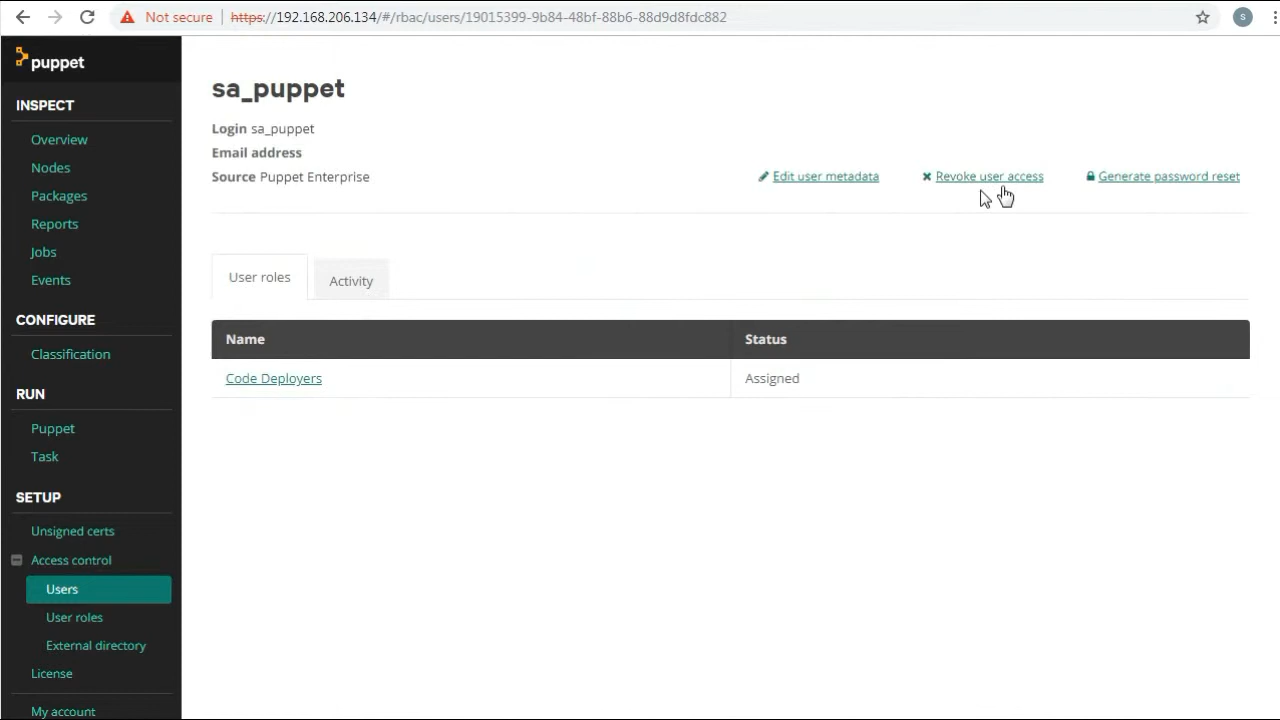 Not secure https://192.168.206.134/#/rbac/users/19015399-9b84-48bf-88b6-88d9d8fdc882 S
puppet
INSPECT
Overview
Nodes
Packages
Reports
Jobs
Events
CONFIGURE
Classification
RUN
Puppet
Task
SETUP
Unsigned certs
Access control
Users
User roles
External directory
License
My account
sa_puppet
Login sa_puppet
Email address
Source Puppet Enterprise
Edit user metadata Revoke user access Generate password reset
User roles Activity
Name Status
Code Deployers Assigned